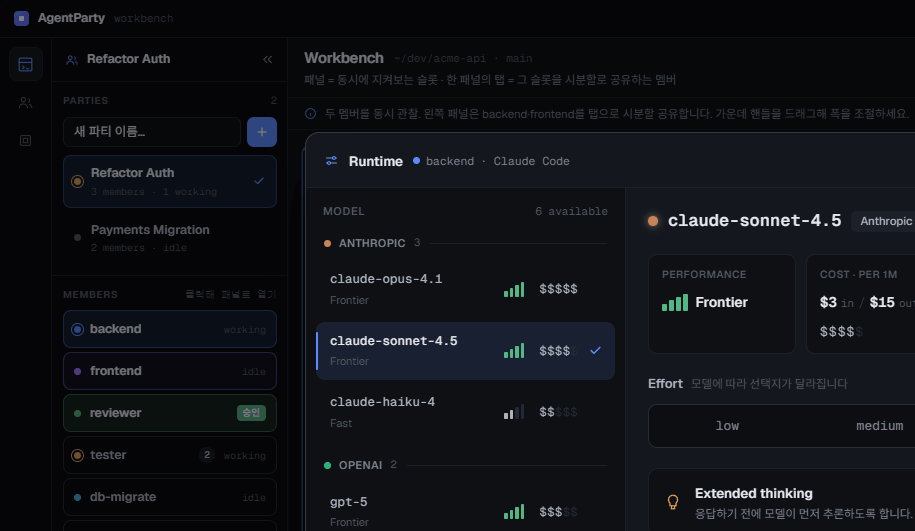 AgentParty workbench
Refactor Auth
PARTIES 2
새 파티 이름…
Refactor Auth
3 members · 1 working
Payments Migration
2 members · idle
MEMBERS 클릭해 패널로 열기
backend working
frontend idle
reviewer 승인
tester 2 working
db-migrate idle
Workbench ~/dev/acme-api · main
패널 = 동시에 지켜보는 슬롯 · 한 패널의 탭 = 그 슬롯을 시분할로 공유하는 멤버
두 멤버를 동시 관찰. 왼쪽 패널은 backend·frontend를 탭으로 시분할 공유합니다. 가운데 핸들을 드래그해 폭을 조절하세요.
Runtime backend · Claude Code
MODEL 6 available
ANTHROPIC 3
claude-opus-4.1
Frontier
$$$$$
claude-sonnet-4.5
Frontier
$$$$
claude-haiku-4
Fast
$$$$$
OPENAI 2
gpt-5
Frontier
$$$$$
claude-sonnet-4.5 Anthropic
PERFORMANCE
Frontier
COST · PER 1M
$3 in / $15 out
$$$$$
Effort 모델에 따라 선택지가 달라집니다
low medium
Extended thinking
응답하기 전에 모델이 먼저 추론하도록 합니다.